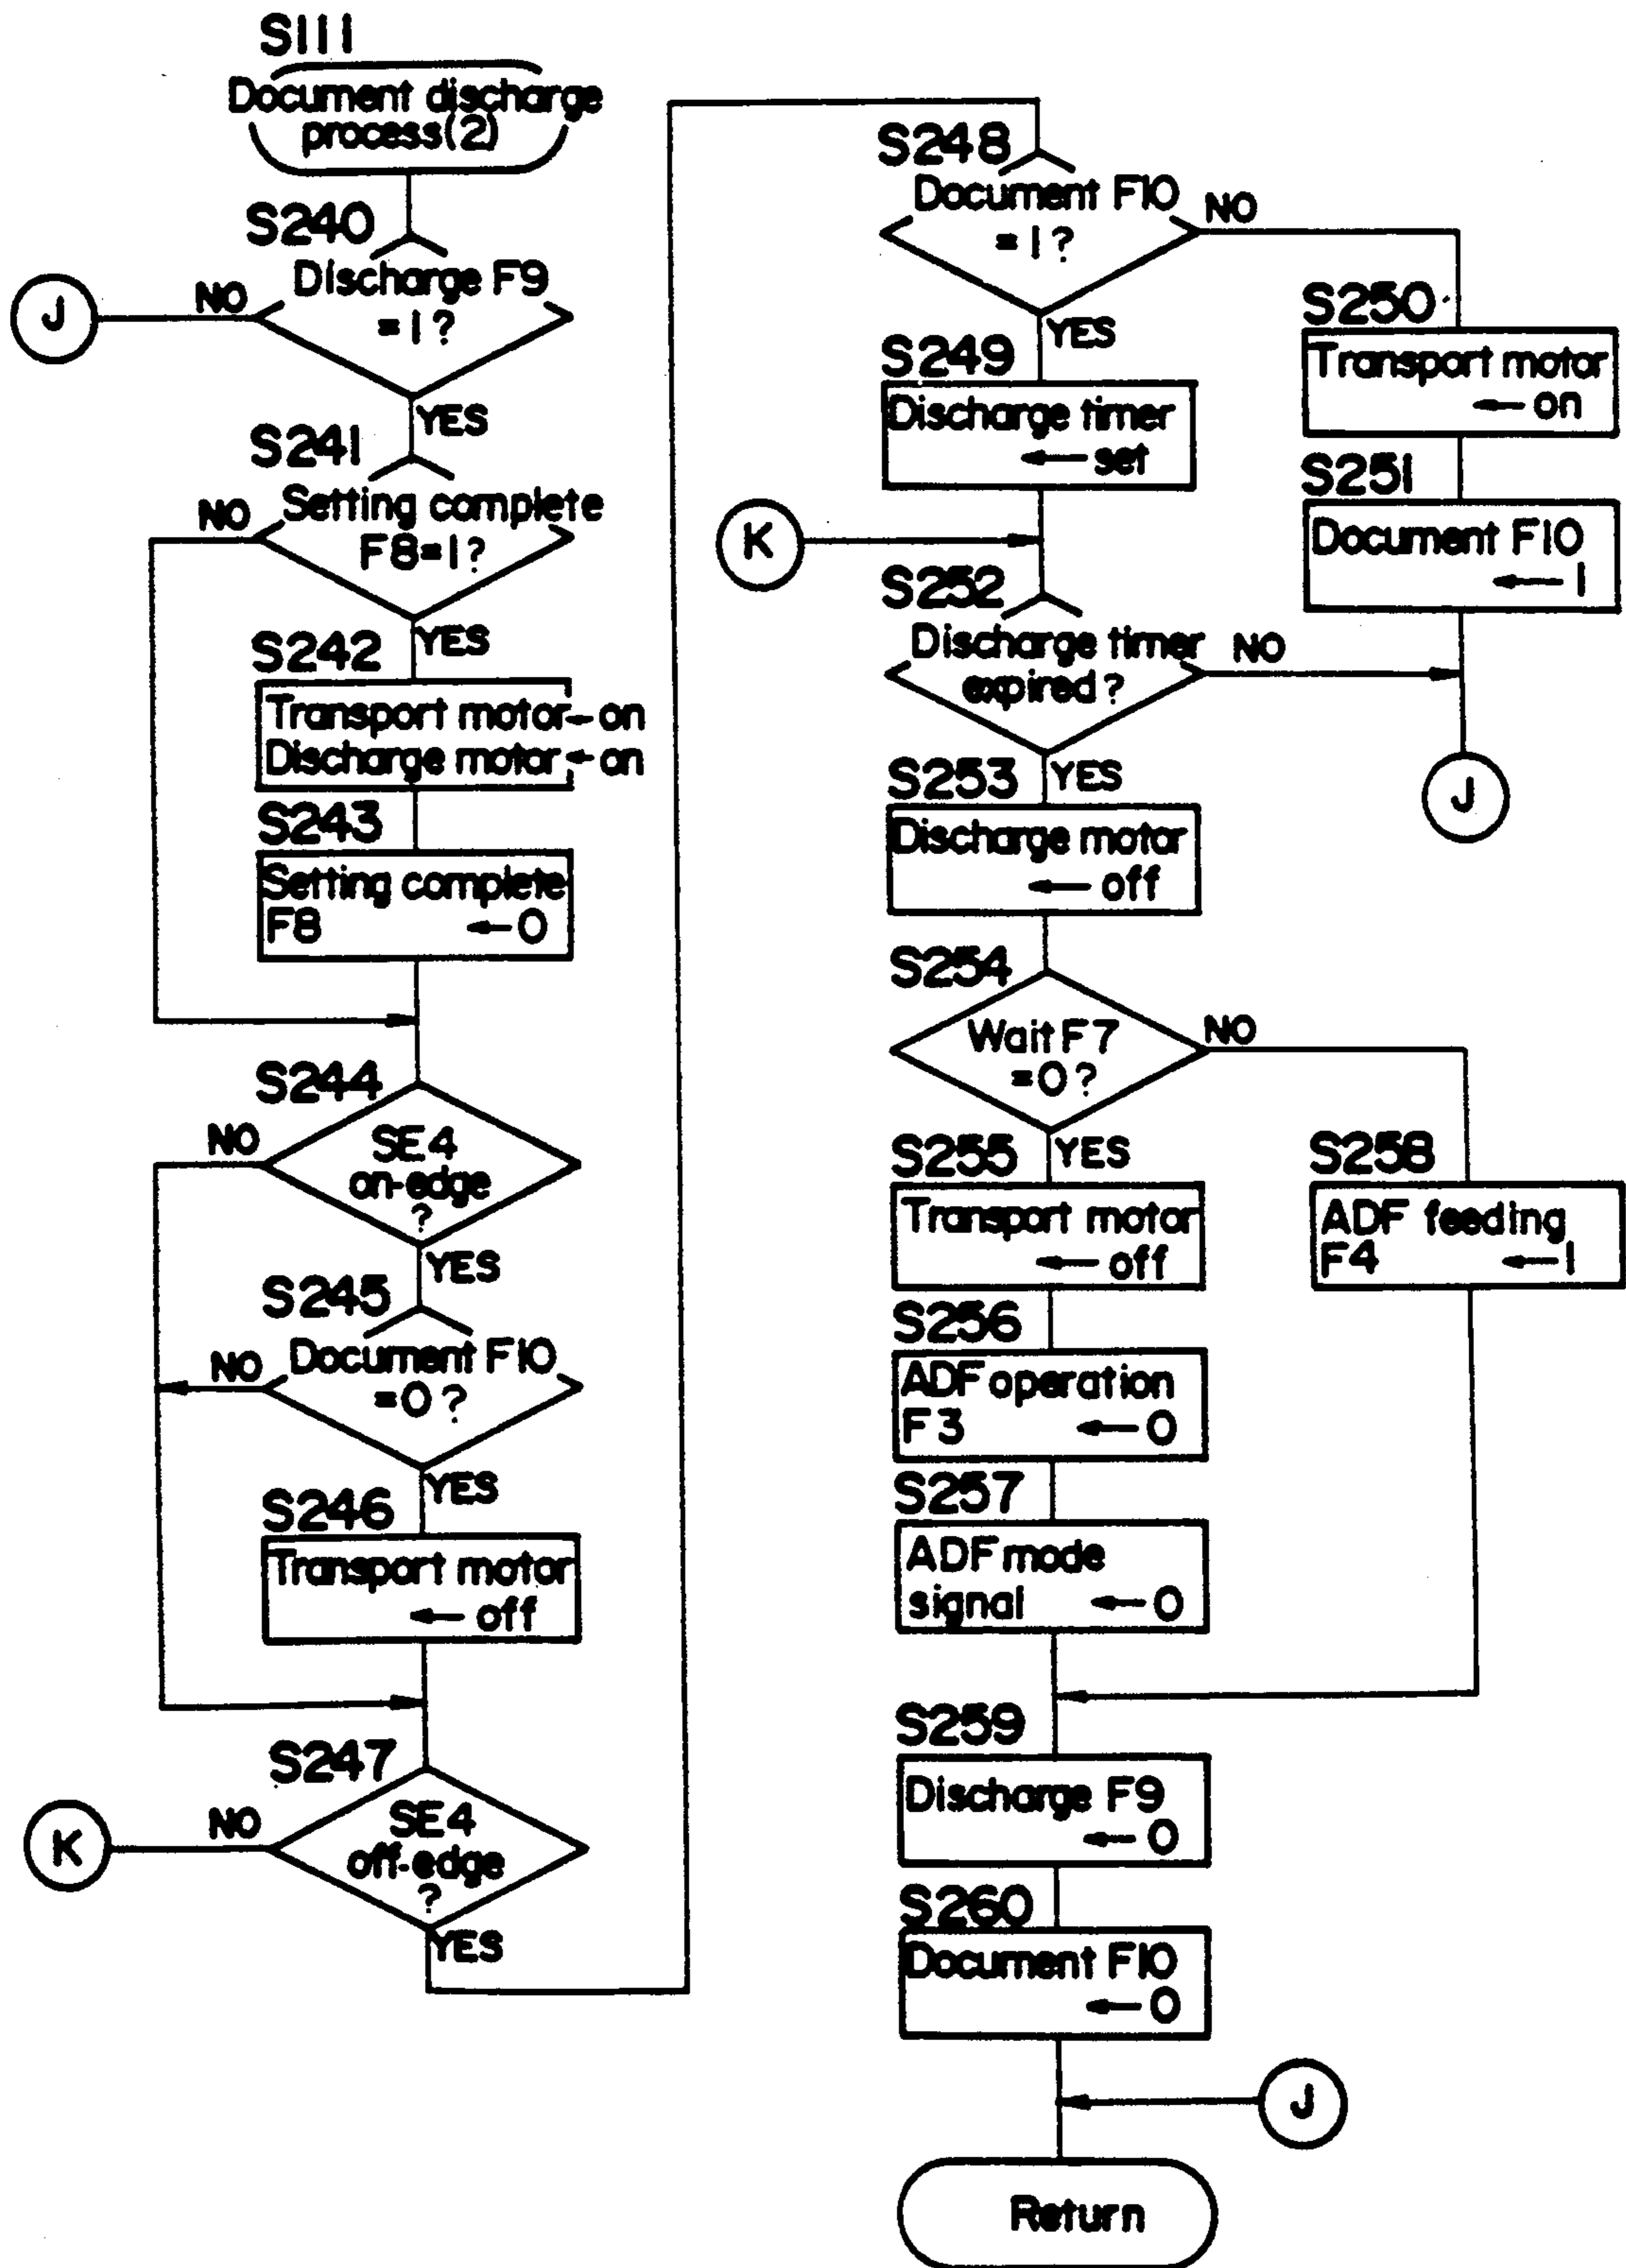 S111
Document discharge
process(2)
S240
Discharge F9
=1?
NO
J
YES
S241
Setting complete
F8=1?
NO
YES
S242
Transport motor←on
Discharge motor←on
S243
Setting complete
F8 ←0
S244
SE4
on-edge
?
NO
YES
S245
Document F10
=0?
NO
YES
S246
Transport motor
← off
S247
SE4
off-edge
?
NO
K
YES
S248
Document F10
=1?
NO
YES
S249
Discharge timer
← set
S250
Transport motor
← on
S251
Document F10
← 1
K
S252
Discharge timer
expired?
NO
J
YES
S253
Discharge motor
← off
S254
Wait F7
=0?
NO
YES
S255
Transport motor
← off
S256
ADF operation
F3 ← 0
S257
ADF mode
signal ← 0
S258
ADF feeding
F4 ←1
S259
Discharge F9
← 0
S260
Document F10
← 0
J
Return